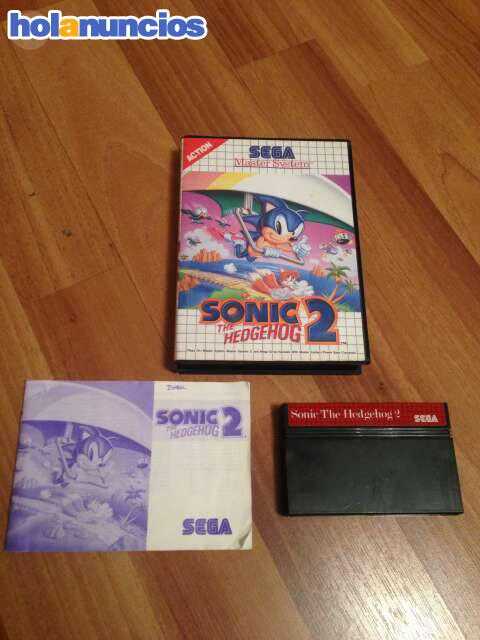 holanuncios
ACTION
SEGA
Master System
SONIC
THE
HEDGEHOG 2
SONIC
THE
HEDGEHOG 2
SEGA
Sonic The Hedgehog 2
SEGA